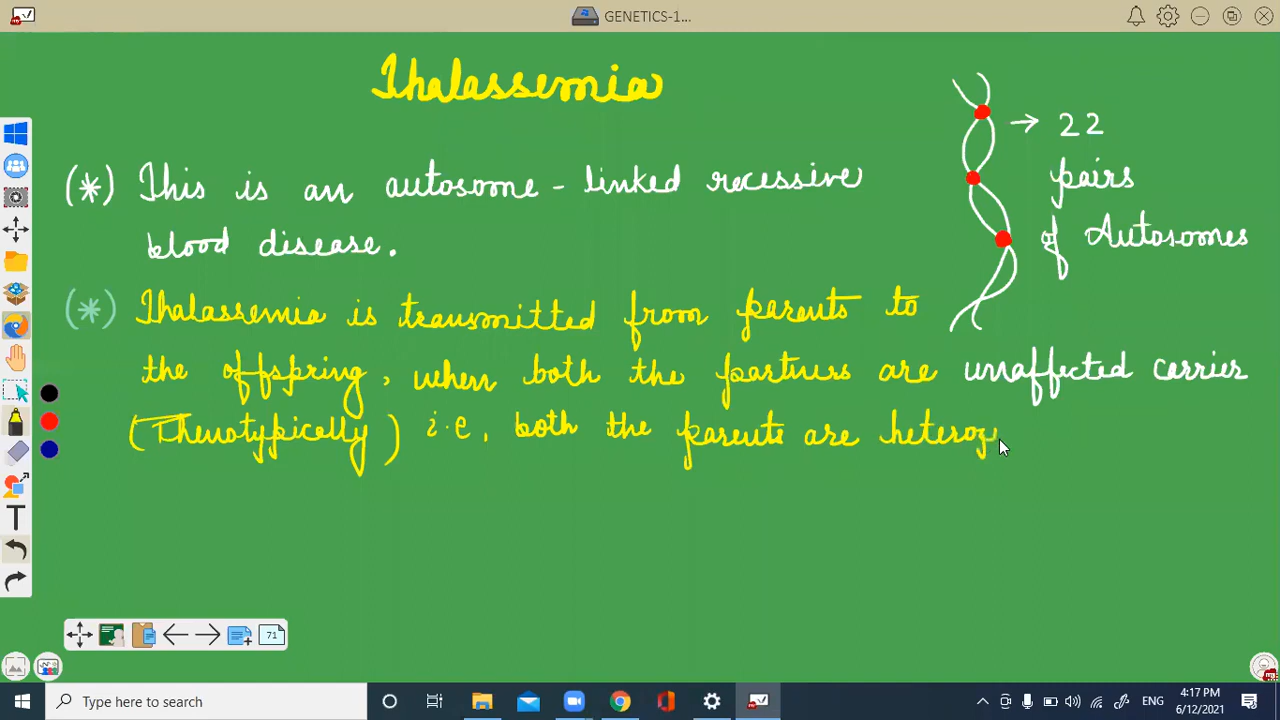 GENETICS-1...
Thalassemia
(*) This is an autosome-linked recessive
blood disease.
→ 22
pairs
of Autosomes
(*) Thalassemia is transmitted from parents to
the offspring, when both the partners are unaffected carrier
(Phenotypically) i.e, both the parents are heteroz
71
Type here to search
ENG
4:17 PM
6/12/2021